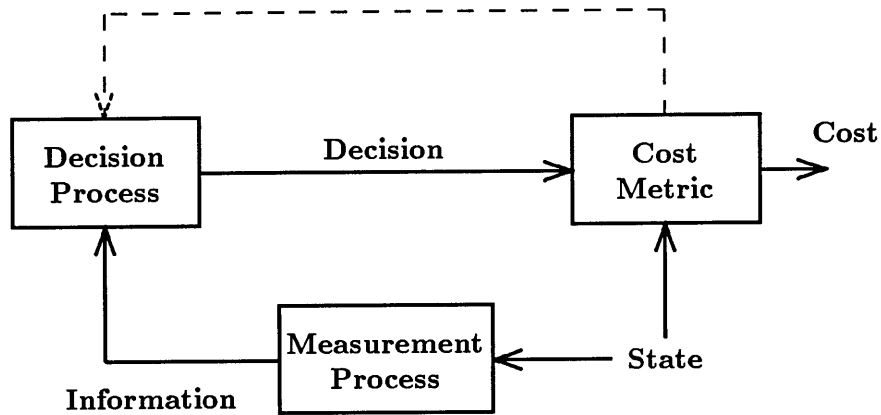 Decision
Process
Decision
Cost
Metric
Cost
Measurement
Process
State
Information